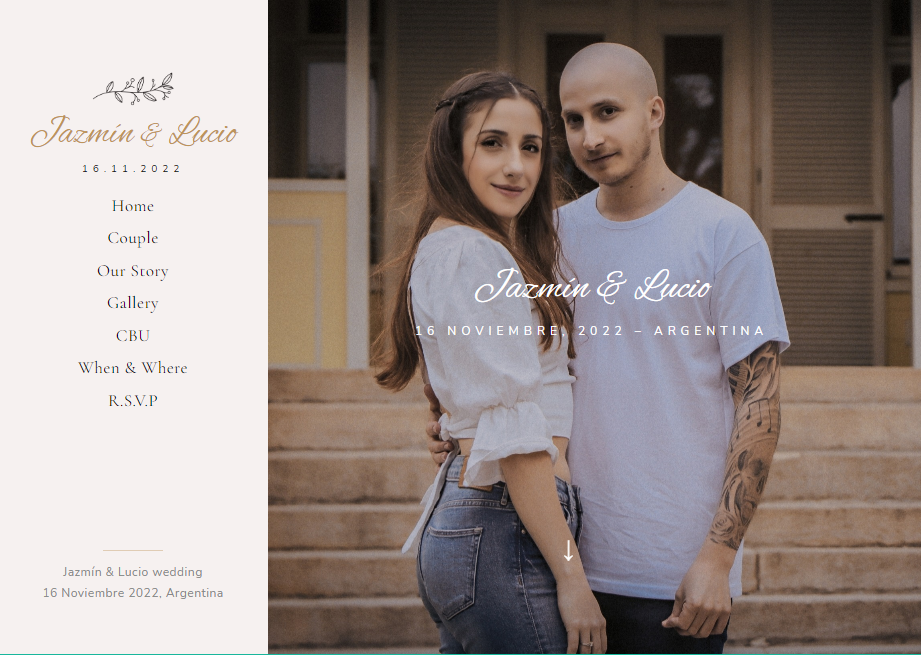 Jazmín & Lucio
16.11.2022
Home
Couple
Our Story
Gallery
CBU
When & Where
R.S.V.P
Jazmín & Lucio wedding
16 Noviembre 2022, Argentina
Jazmín & Lucio
16 NOVIEMBRE, 2022 – ARGENTINA